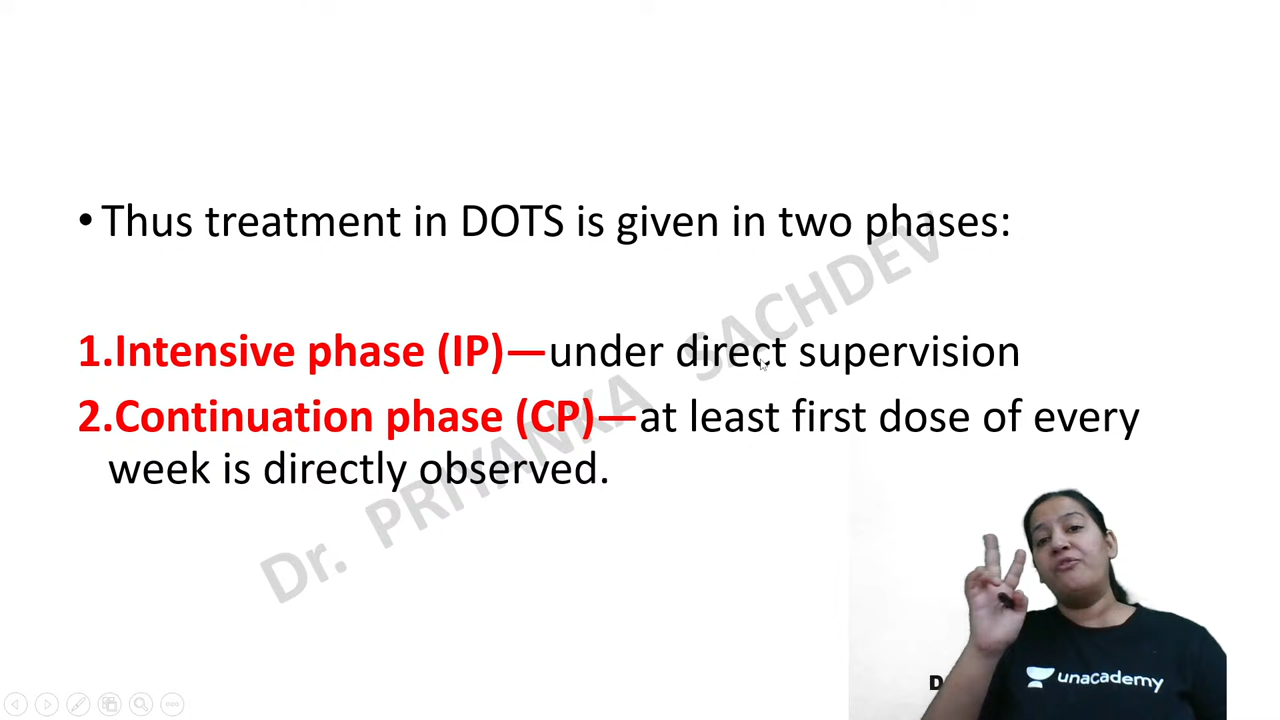 • Thus treatment in DOTS is given in two phases:
1.Intensive phase (IP)—under direct supervision
2.Continuation phase (CP)—at least first dose of every
week is directly observed.
Dr. PRIYANKA SACHDEV
unacademy